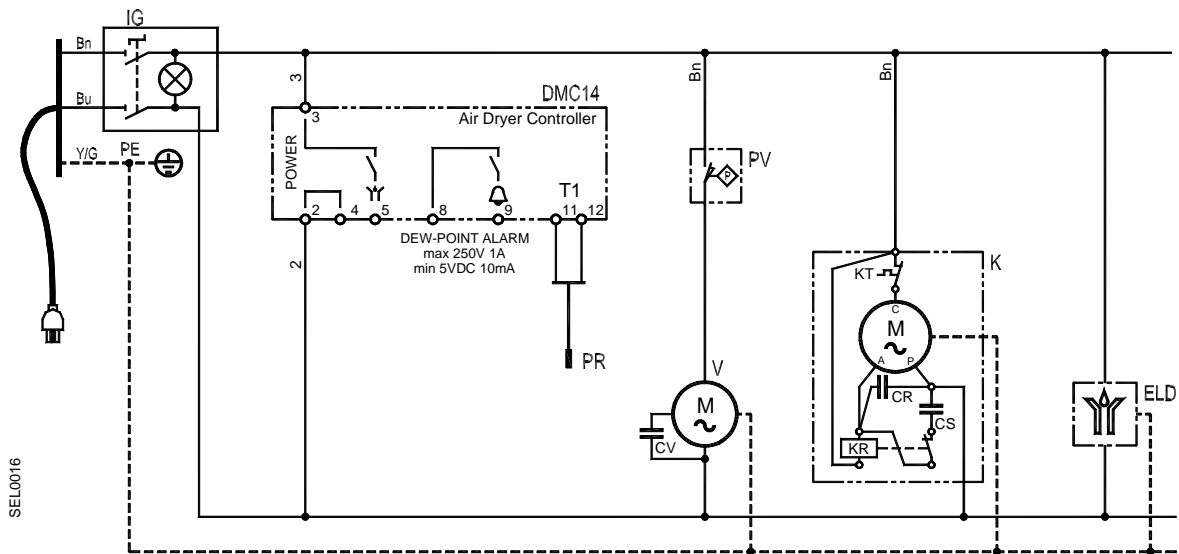 IG
Bn
Bu
Y/G PE
3
DMC14
3
Air Dryer Controller
POWER
T1
2 4 5 8 9 11 12
DEW-POINT ALARM
max 250V 1A
min 5VDC 10mA
2
PR
Bn
PV
P
V
M
CV
Bn
K
KT
C
M
A P
CR
CS
KR
ELD
SEL0016